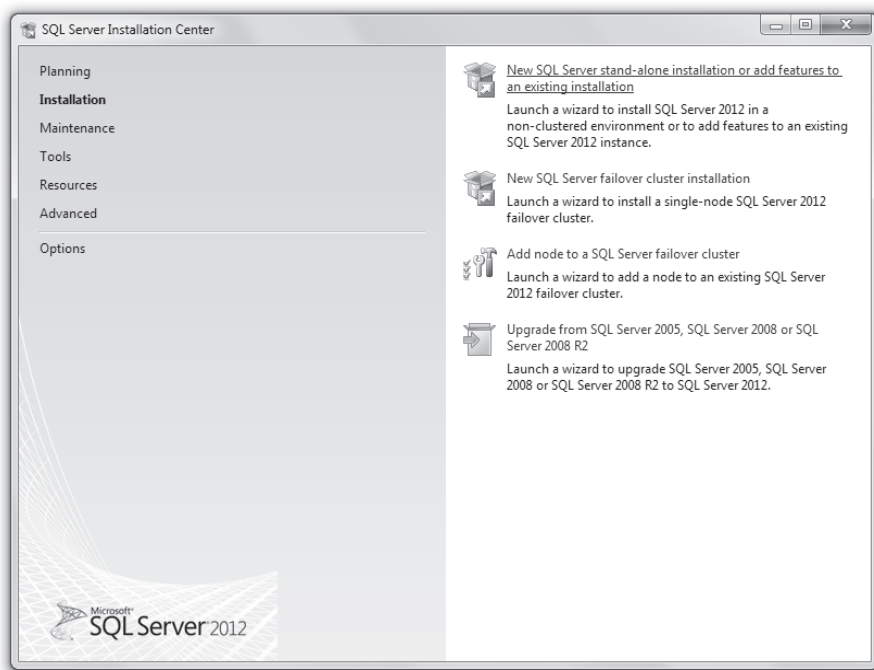 SQL Server Installation Center
Planning
Installation
Maintenance
Tools
Resources
Advanced
Options
New SQL Server stand-alone installation or add features to
an existing installation
Launch a wizard to install SQL Server 2012 in a
non-clustered environment or to add features to an existing
SQL Server 2012 instance.
New SQL Server failover cluster installation
Launch a wizard to install a single-node SQL Server 2012
failover cluster.
Add node to a SQL Server failover cluster
Launch a wizard to add a node to an existing SQL Server
2012 failover cluster.
Upgrade from SQL Server 2005, SQL Server 2008 or SQL
Server 2008 R2
Launch a wizard to upgrade SQL Server 2005, SQL Server
2008 or SQL Server 2008 R2 to SQL Server 2012.
Microsoft®
SQL Server 2012